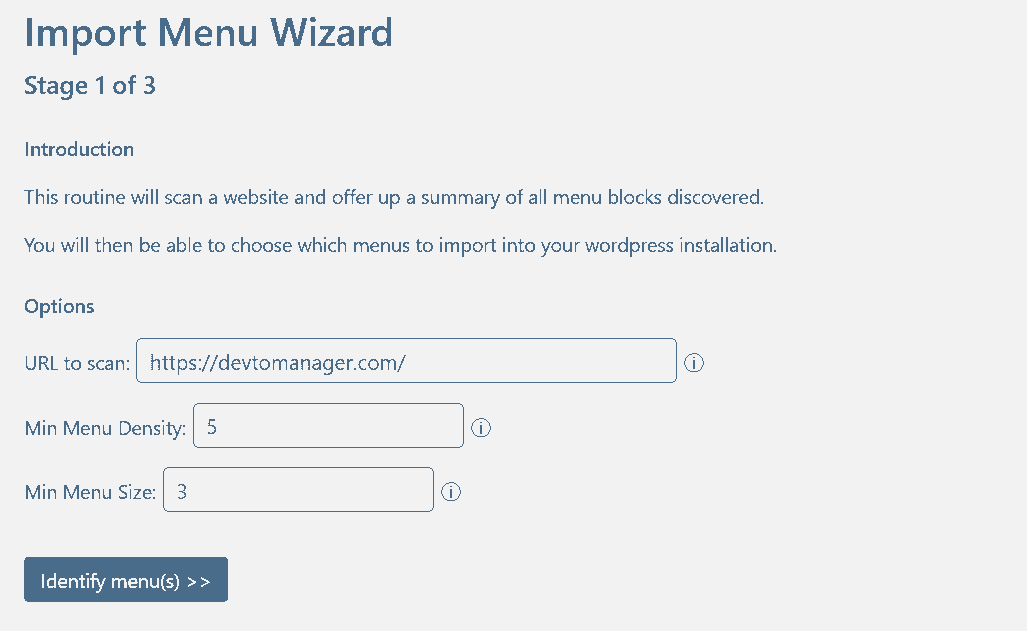 Import Menu Wizard
Stage 1 of 3
Introduction
This routine will scan a website and offer up a summary of all menu blocks discovered.
You will then be able to choose which menus to import into your wordpress installation.
Options
URL to scan: https://devtomanager.com/ ⓘ
Min Menu Density: 5 ⓘ
Min Menu Size: 3 ⓘ
Identify menu(s) >>